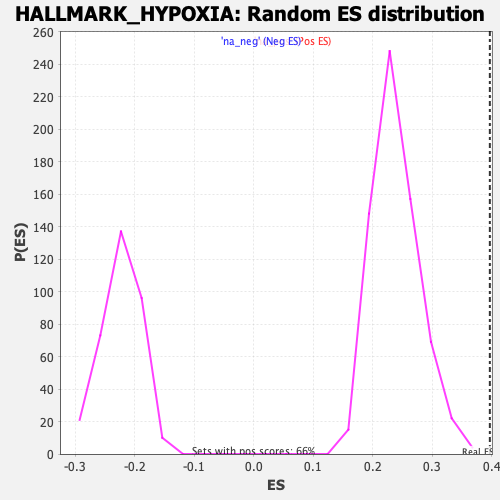 HALLMARK_HYPOXIA: Random ES distribution
'na_neg' (Neg ES) Pos ES)
260
240
220
200
180
160
140
120
100
80
60
40
20
0
P(ES)
Sets with pos scores: 66%
Real ES
-0.3 -0.2 -0.1 0.0 0.1 0.2 0.3 0.4
ES